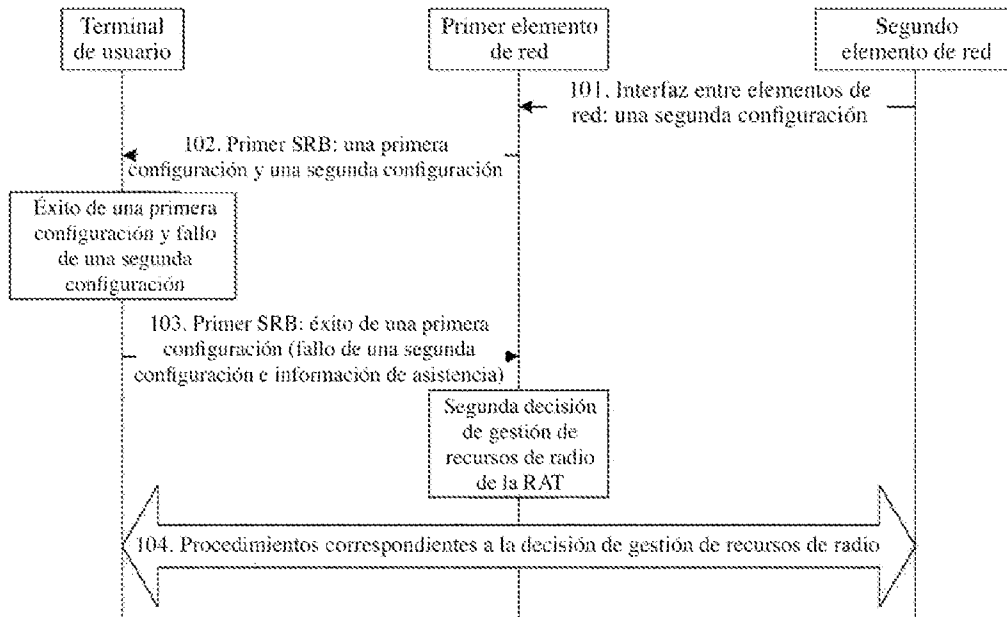 Terminal
de usuario
Primer elemento
de red
Segundo
elemento de red
101. Interfaz entre elementos de
red: una segunda configuración
102. Primer SRB: una primera
configuración y una segunda configuración
Éxito de una primera
configuración y fallo
de una segunda
configuración
103. Primer SRB: éxito de una primera
configuración (fallo de una segunda
configuración e información de asistencia)
Segunda decisión
de gestión de
recursos de radio
de la RAT
104. Procedimientos correspondientes a la decisión de gestión de recursos de radio